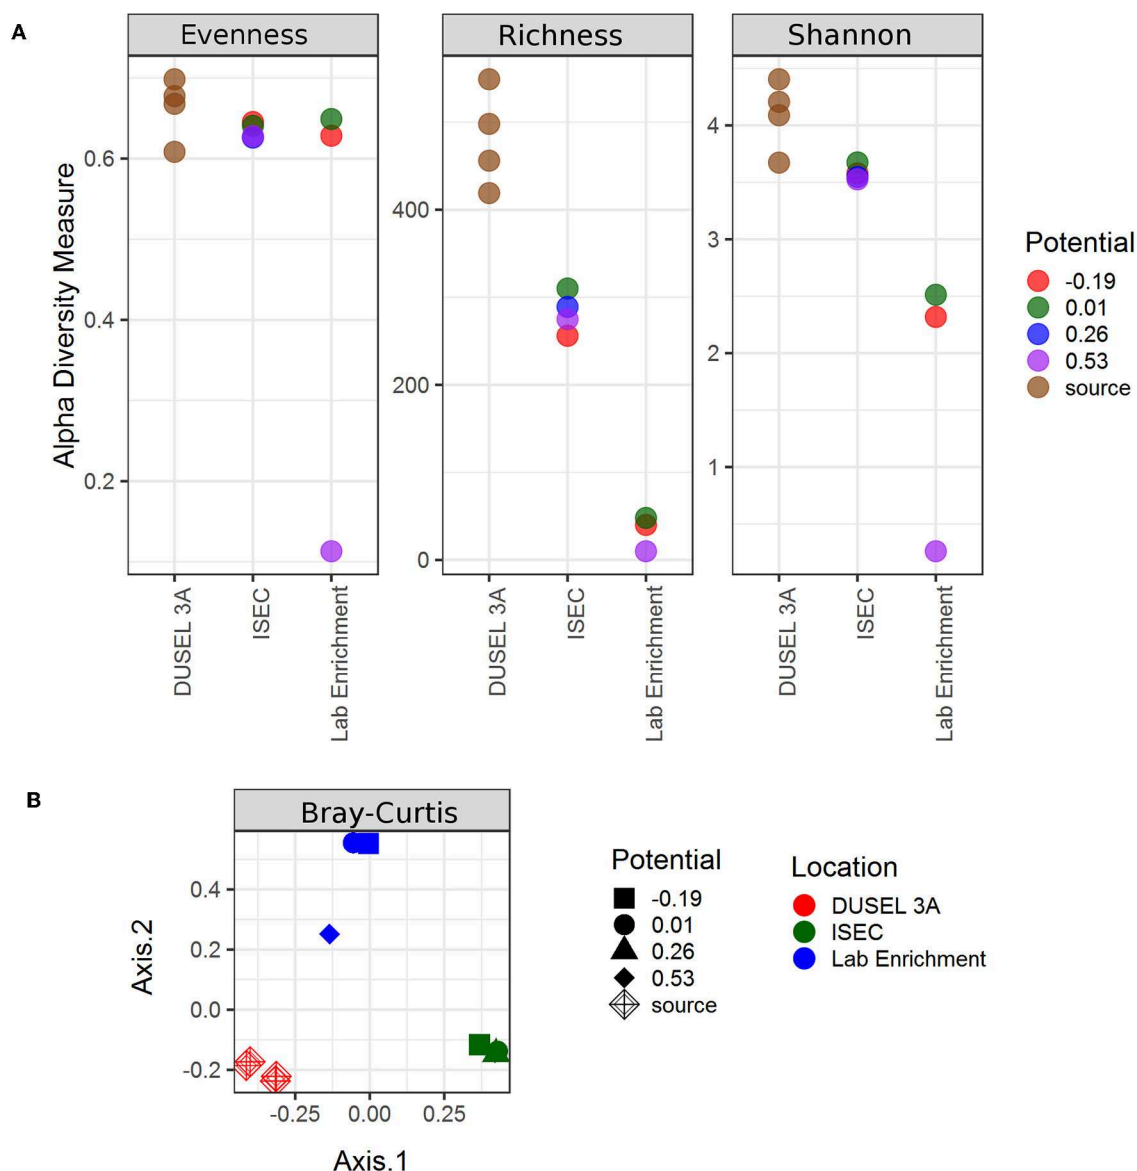 A
Evenness
Richness
Shannon
Alpha Diversity Measure
0.6
0.4
0.2
400
200
0
4
3
2
1
DUSEL 3A
ISEC
Lab Enrichment
DUSEL 3A
ISEC
Lab Enrichment
DUSEL 3A
ISEC
Lab Enrichment
Potential
-0.19
0.01
0.26
0.53
source
B
Bray-Curtis
Axis.2
0.4
0.2
0.0
-0.2
-0.25 0.00 0.25
Axis.1
Potential
-0.19
0.01
0.26
0.53
source
Location
DUSEL 3A
ISEC
Lab Enrichment